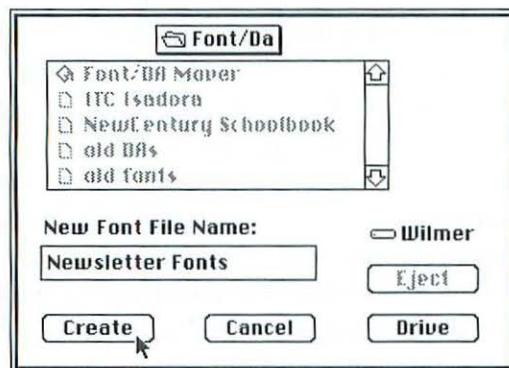 Font/Da
Font/DA Mover
ITC Isadora
NewCentury Schoolbook
old DAs
old fonts
New Font File Name:
Wilmer
Newsletter Fonts
Eject
Create
Cancel
Drive